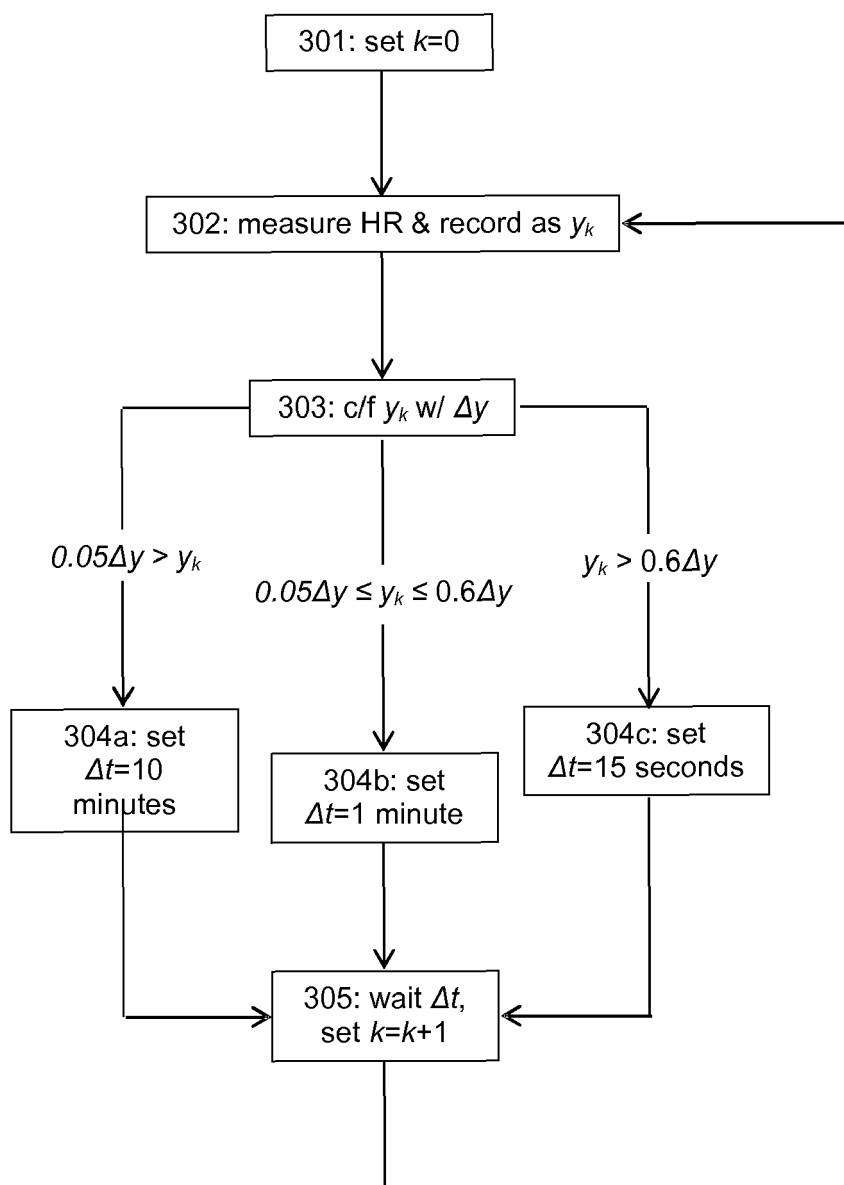 301: set k=0
302: measure HR & record as yₖ
303: c/f yₖ w/ Δy
0.05Δy > yₖ
0.05Δy ≤ yₖ ≤ 0.6Δy
yₖ > 0.6Δy
304a: set
Δt=10
minutes
304b: set
Δt=1 minute
304c: set
Δt=15 seconds
305: wait Δt,
set k=k+1